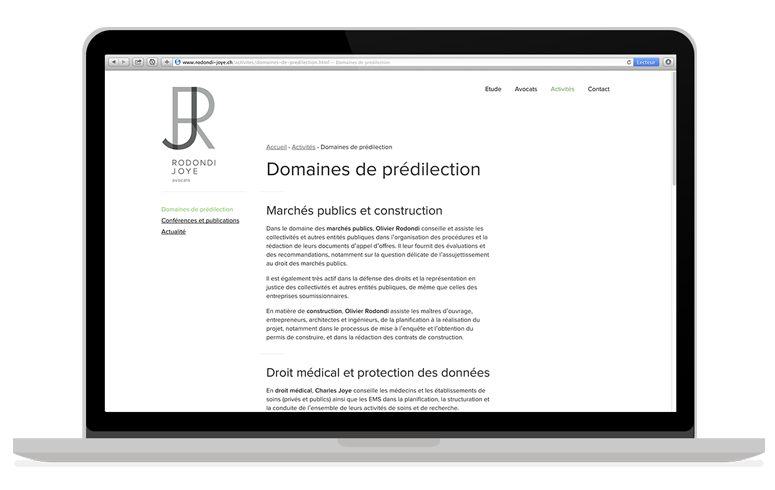 www.rodondi-joye.ch/activites/domaines-de-predilection.html — Domaines de prédilection
Lecteur
Etude Avocats Activités Contact
JR
RODONDI
JOYE
avocats
Accueil - Activités - Domaines de prédilection
Domaines de prédilection
Domaines de prédilection
Conférences et publications
Actualité
Marchés publics et construction
Dans le domaine des marchés publics, Olivier Rodondi conseille et assiste les
collectivités et autres entités publiques dans l'organisation des procédures et la
rédaction de leurs documents d'appel d'offres. Il leur fournit des évaluations et
des recommandations, notamment sur la question délicate de l'assujettissement
au droit des marchés publics.
Il est également très actif dans la défense des droits et la représentation en
justice des collectivités et autres entités publiques, de même que celles des
entreprises soumissionnaires.
En matière de construction, Olivier Rodondi assiste les maîtres d'ouvrage,
entrepreneurs, architectes et ingénieurs, de la planification à la réalisation du
projet, notamment dans le processus de mise à l'enquête et l'obtention du
permis de construire, et dans la rédaction des contrats de construction.
Droit médical et protection des données
En droit médical, Charles Joye conseille les médecins et les établissements de
soins (privés et publics) ainsi que les EMS dans la planification, la structuration et
la conduite de l'ensemble de leurs activités de soins et de recherche.